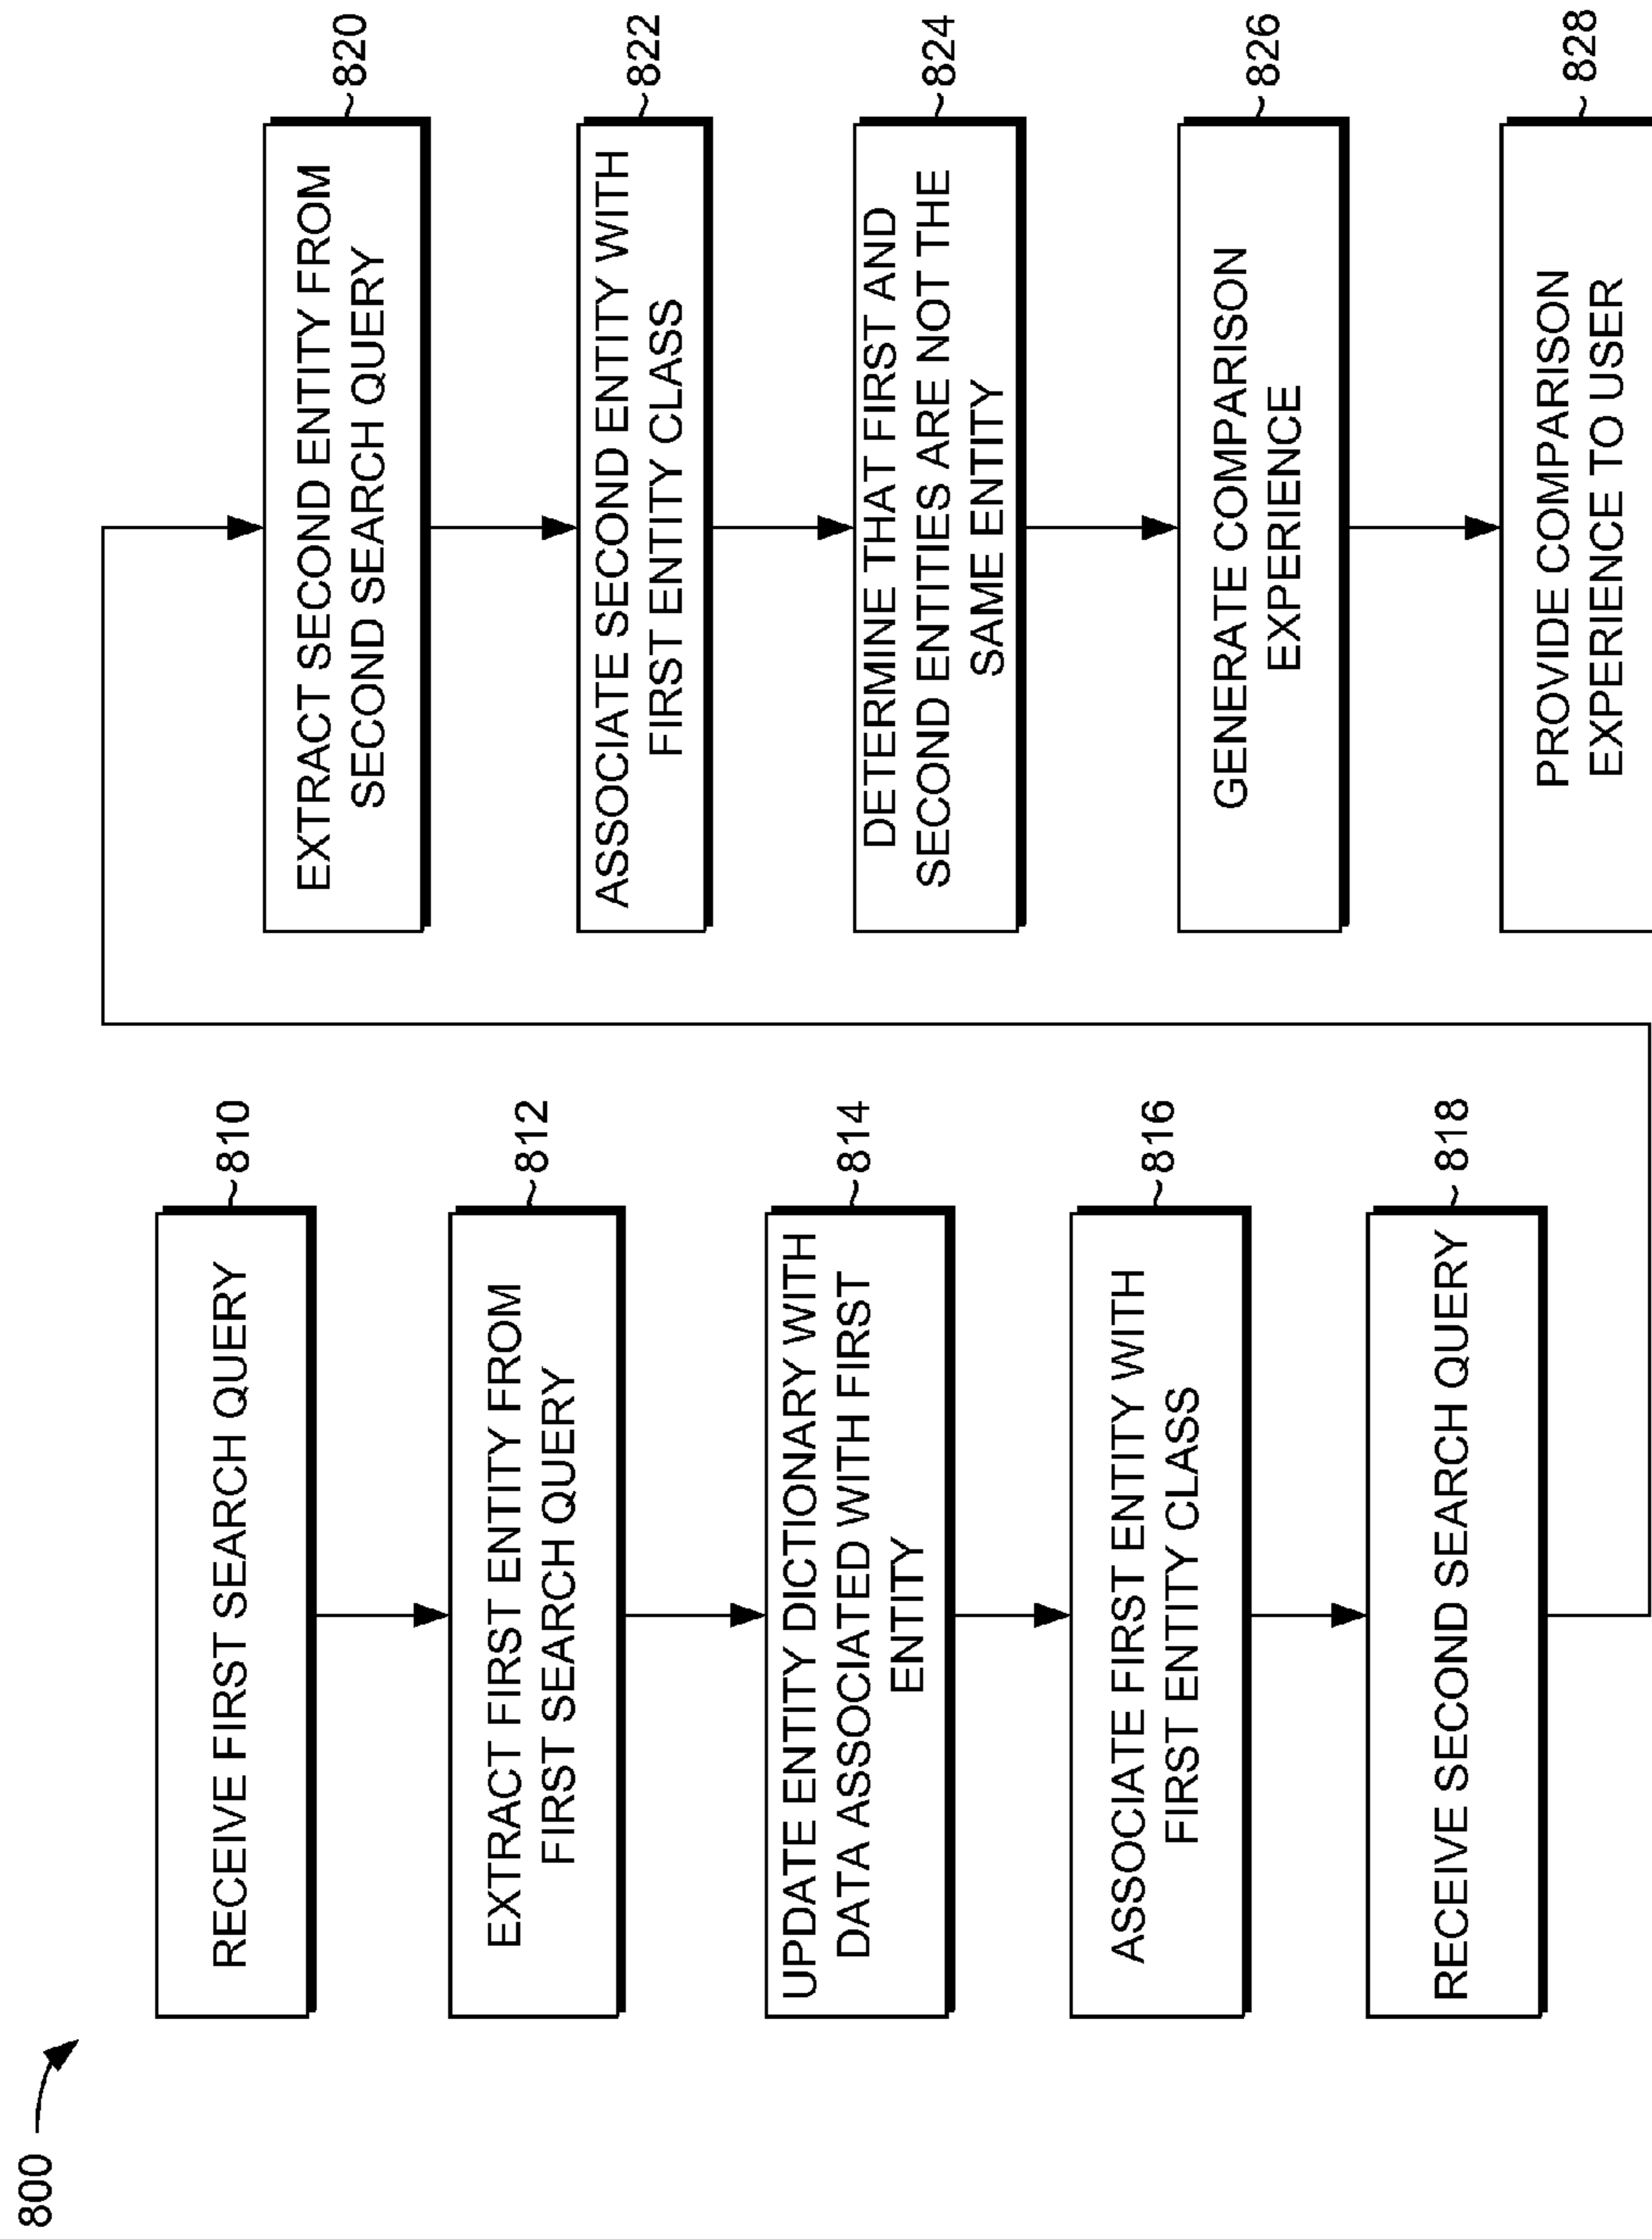 800
RECEIVE FIRST SEARCH QUERY
810
EXTRACT FIRST ENTITY FROM
FIRST SEARCH QUERY
812
UPDATE ENTITY DICTIONARY WITH
DATA ASSOCIATED WITH FIRST
ENTITY
814
ASSOCIATE FIRST ENTITY WITH
FIRST ENTITY CLASS
816
RECEIVE SECOND SEARCH QUERY
818
EXTRACT SECOND ENTITY FROM
SECOND SEARCH QUERY
820
ASSOCIATE SECOND ENTITY WITH
FIRST ENTITY CLASS
822
DETERMINE THAT FIRST AND
SECOND ENTITIES ARE NOT THE
SAME ENTITY
824
GENERATE COMPARISON
EXPERIENCE
826
PROVIDE COMPARISON
EXPERIENCE TO USER
828